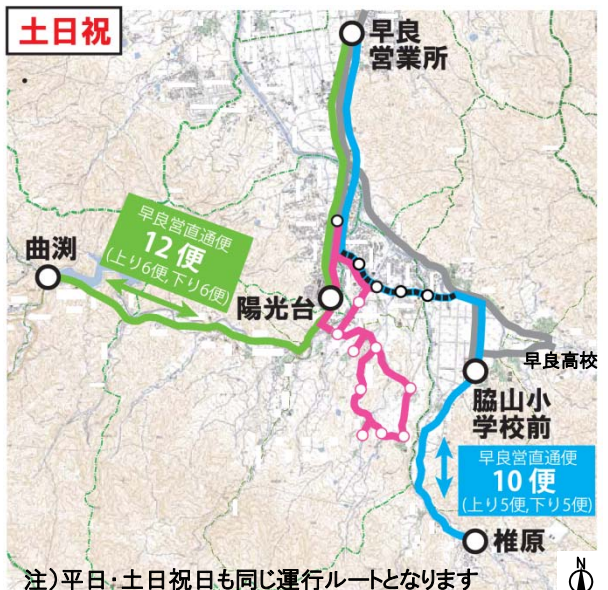 土日祝
早良
営業所
早良営直通便
12便
(上り6便,下り6便)
曲渕
陽光台
早良高校
脇山小
学校前
早良営直通便
10便
(上り5便,下り5便)
椎原
注)平日・土日祝日も同じ運行ルートとなります
N